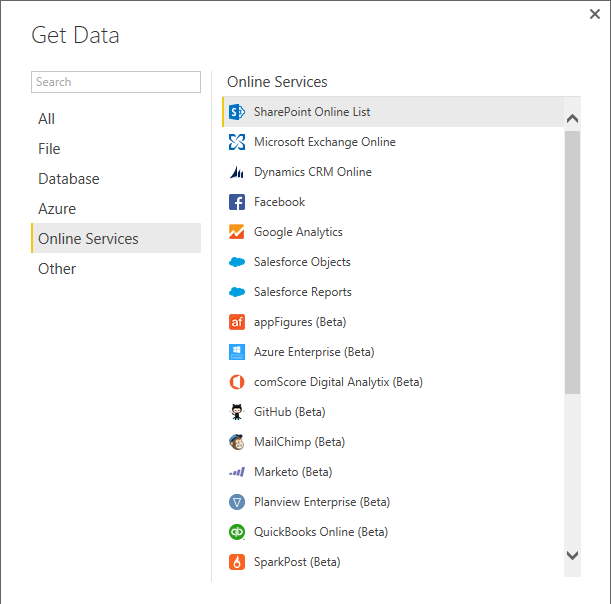 Get Data
Search
All
File
Database
Azure
Online Services
Other
Online Services
SharePoint Online List
Microsoft Exchange Online
Dynamics CRM Online
Facebook
Google Analytics
Salesforce Objects
Salesforce Reports
af appFigures (Beta)
Azure Enterprise (Beta)
comScore Digital Analytix (Beta)
GitHub (Beta)
MailChimp (Beta)
Marketo (Beta)
Planview Enterprise (Beta)
qb QuickBooks Online (Beta)
SparkPost (Beta)